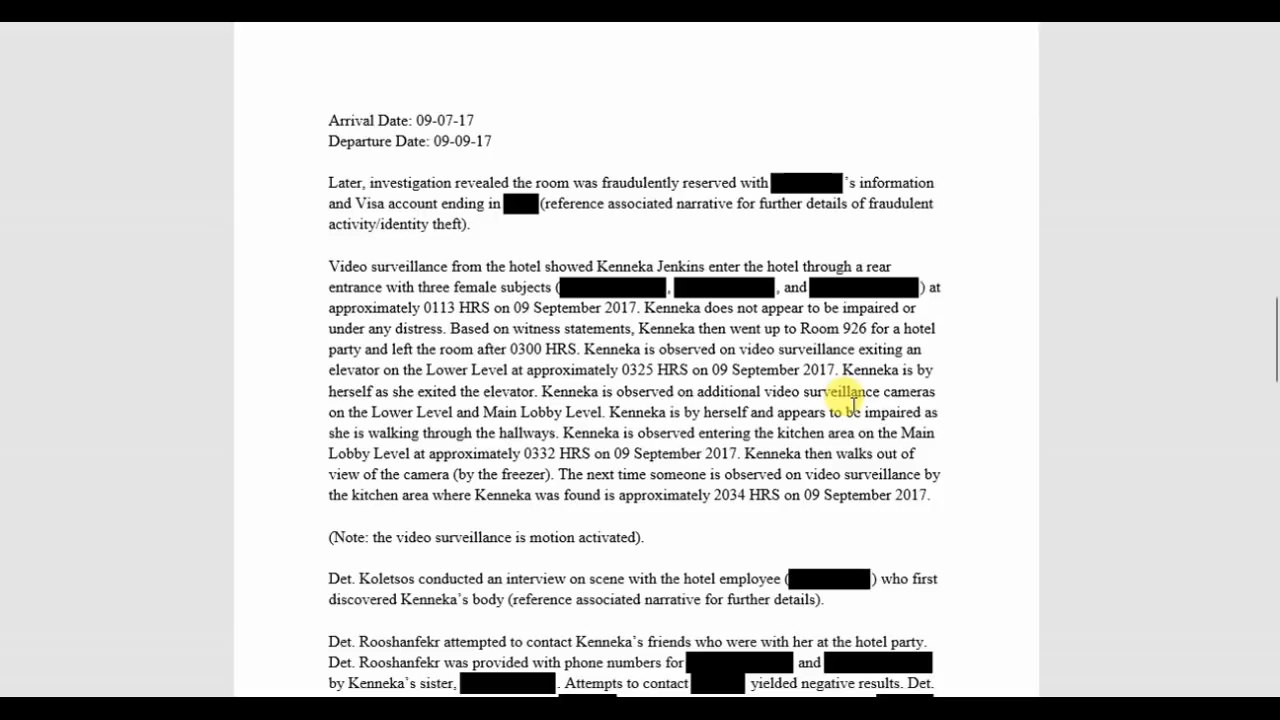 Arrival Date: 09-07-17
Departure Date: 09-09-17
Later, investigation revealed the room was fraudulently reserved with 's information
and Visa account ending in (reference associated narrative for further details of fraudulent
activity/identity theft).
Video surveillance from the hotel showed Kenneka Jenkins enter the hotel through a rear
entrance with three female subjects ( , , and ) at
approximately 0113 HRS on 09 September 2017. Kenneka does not appear to be impaired or
under any distress. Based on witness statements, Kenneka then went up to Room 926 for a hotel
party and left the room after 0300 HRS. Kenneka is observed on video surveillance exiting an
elevator on the Lower Level at approximately 0325 HRS on 09 September 2017. Kenneka is by
herself as she exited the elevator. Kenneka is observed on additional video surveillance cameras
on the Lower Level and Main Lobby Level. Kenneka is by herself and appears to be impaired as
she is walking through the hallways. Kenneka is observed entering the kitchen area on the Main
Lobby Level at approximately 0332 HRS on 09 September 2017. Kenneka then walks out of
view of the camera (by the freezer). The next time someone is observed on video surveillance by
the kitchen area where Kenneka was found is approximately 2034 HRS on 09 September 2017.
(Note: the video surveillance is motion activated).
Det. Koletsos conducted an interview on scene with the hotel employee ( ) who first
discovered Kenneka's body (reference associated narrative for further details).
Det. Rooshanfekr attempted to contact Kenneka's friends who were with her at the hotel party.
Det. Rooshanfekr was provided with phone numbers for and
by Kenneka's sister, . Attempts to contact yielded negative results. Det.